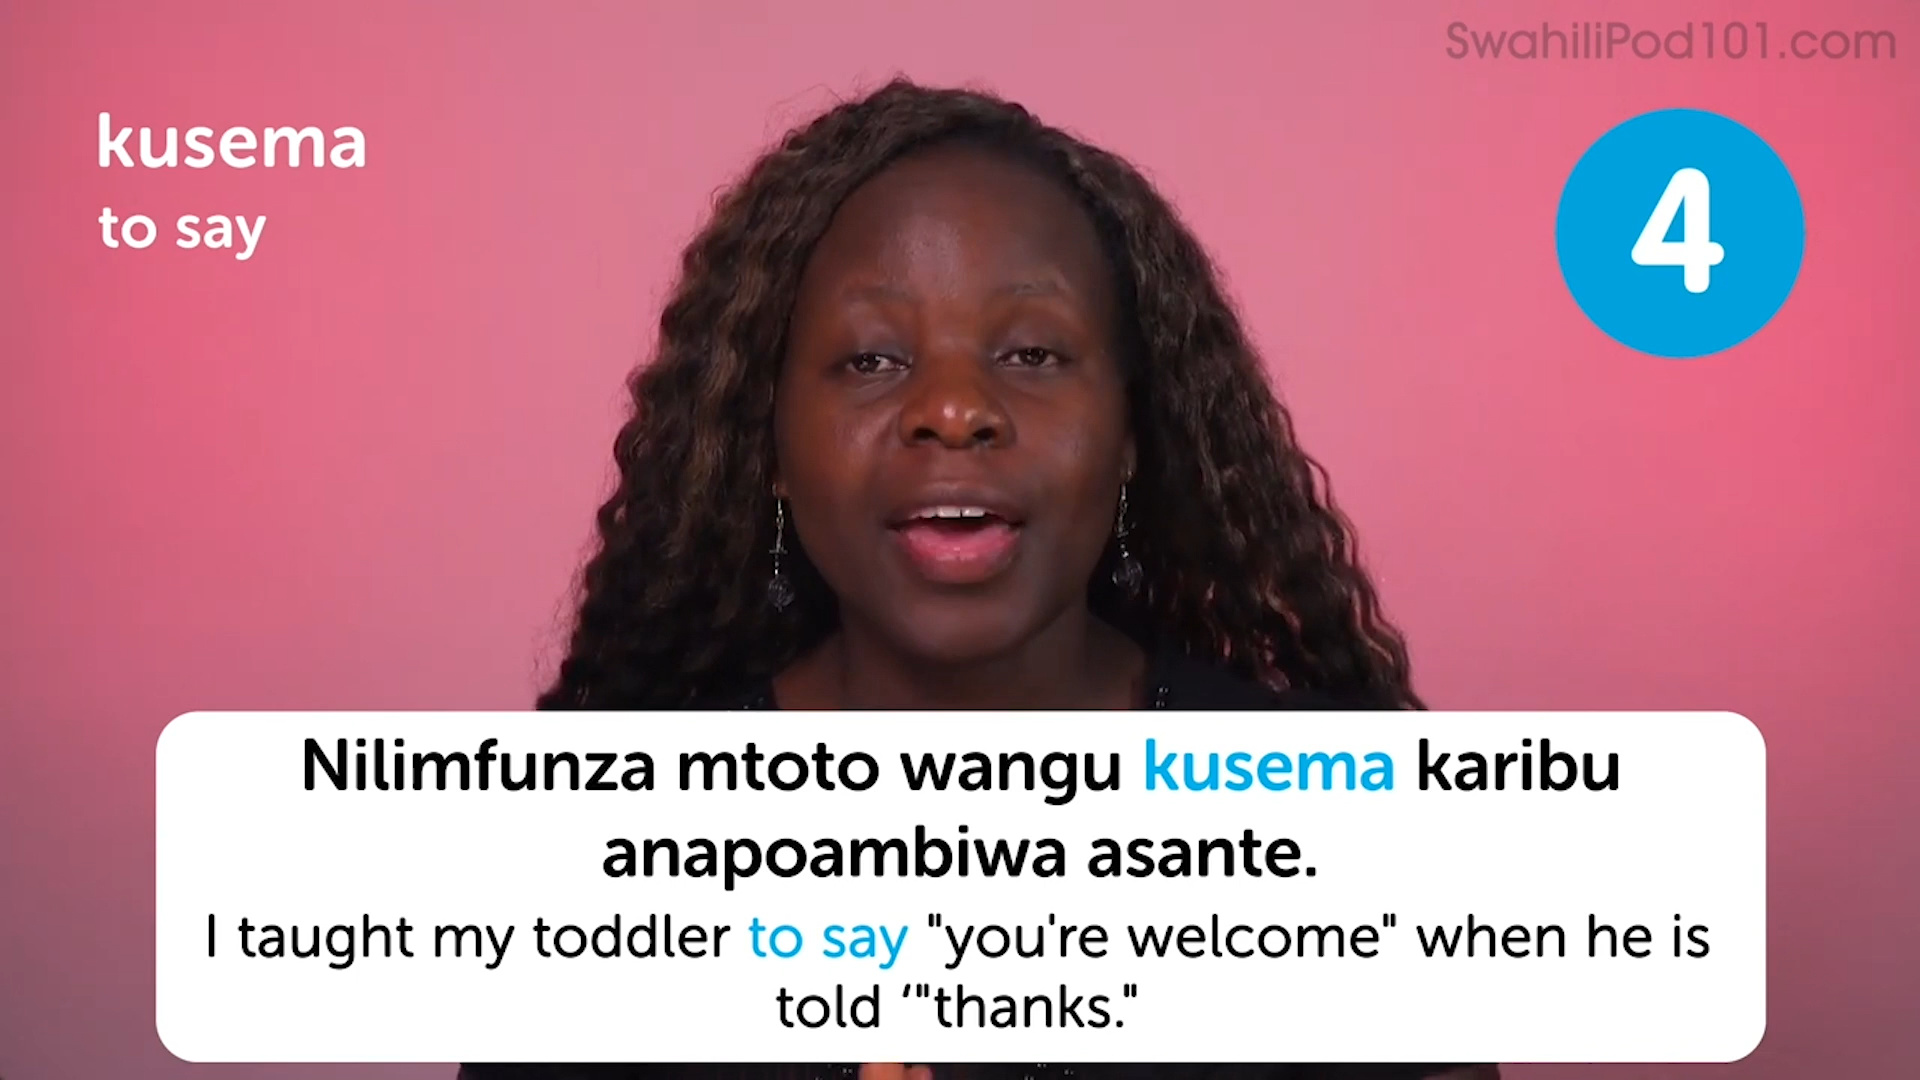 SwahiliPod101.com
kusema
to say
4
Nilimfunza mtoto wangu kusema karibu
anapoambiwa asante.
I taught my toddler to say "you're welcome" when he is
told ‘"thanks."